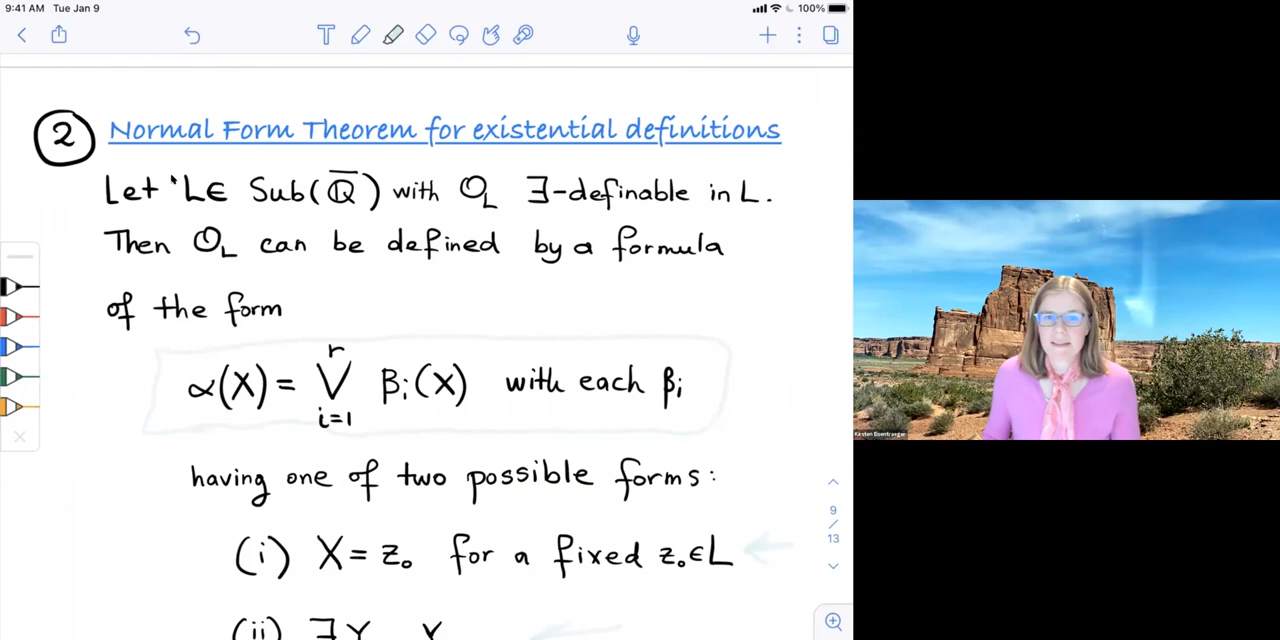 9:41 AM Tue Jan 9
100%
2
Normal Form Theorem for existential definitions
Let L ∈ Sub(Q̅) with O_L ∃-definable in L.
Then O_L can be defined by a formula
of the form
α(X) = ⋁_{i=1}^{r} β_i(X) with each β_i
having one of two possible forms:
(i) X = z₀ for a fixed z₀ ∈ L
9
/
13
Kirsten Eisentraeger